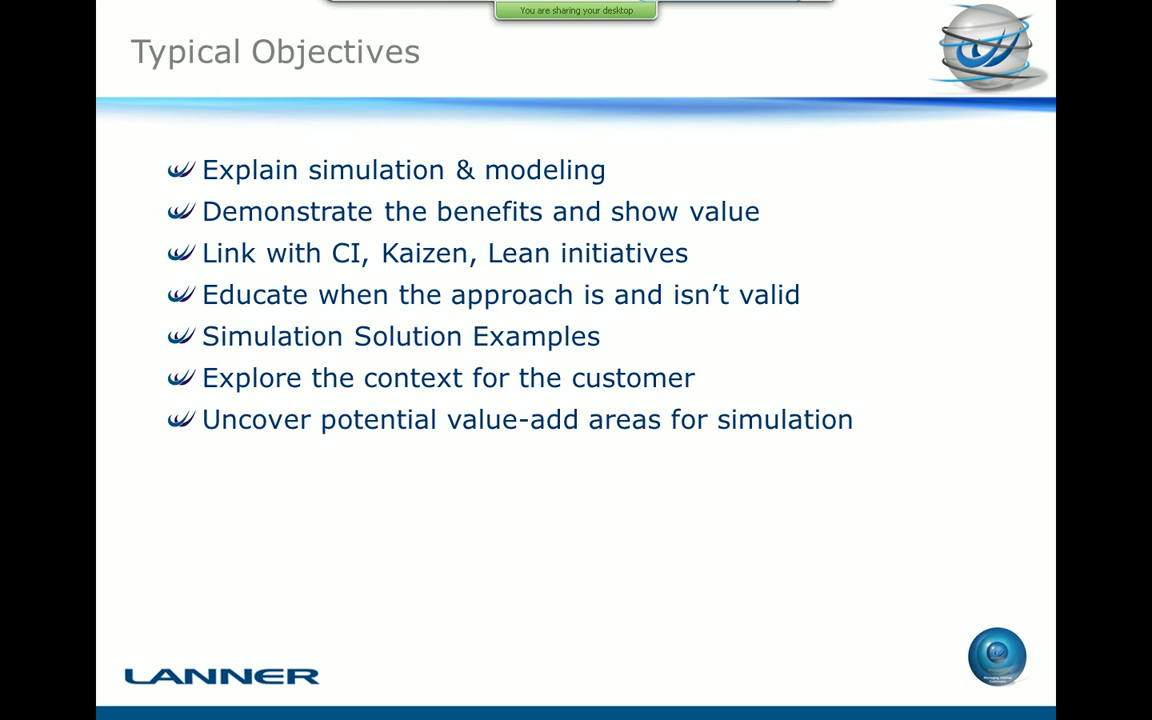 You are sharing your desktop
Typical Objectives
Explain simulation & modeling
Demonstrate the benefits and show value
Link with CI, Kaizen, Lean initiatives
Educate when the approach is and isn’t valid
Simulation Solution Examples
Explore the context for the customer
Uncover potential value-add areas for simulation
LANNER